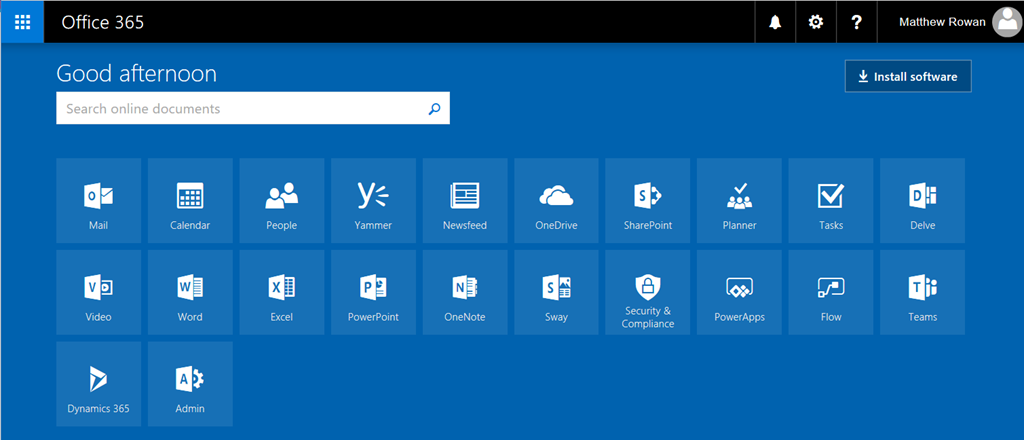 Office 365
?
Matthew Rowan
Good afternoon
Install software
Search online documents
Mail
Calendar
People
Yammer
Newsfeed
OneDrive
SharePoint
Planner
Tasks
Delve
Video
Word
Excel
PowerPoint
OneNote
Sway
Security &
Compliance
PowerApps
Flow
Teams
Dynamics 365
Admin